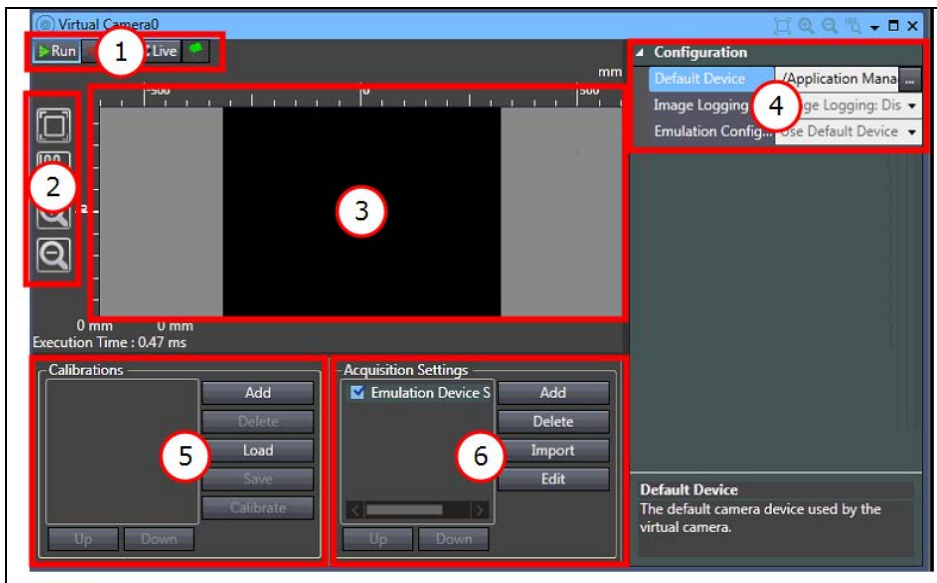 Virtual Camera0
Run 1 Live
mm
-500 0 500
2
3
0 mm 0 mm
Execution Time : 0.47 ms
Configuration
Default Device /Application Mana ...
Image Logging 4 ge Logging: Dis
Emulation Config... Use Default Device
Calibrations
Add
Delete
5 Load
Save
Calibrate
Up Down
Acquisition Settings
Emulation Device S Add
Delete
6 Import
Edit
Up Down
Default Device
The default camera device used by the
virtual camera.